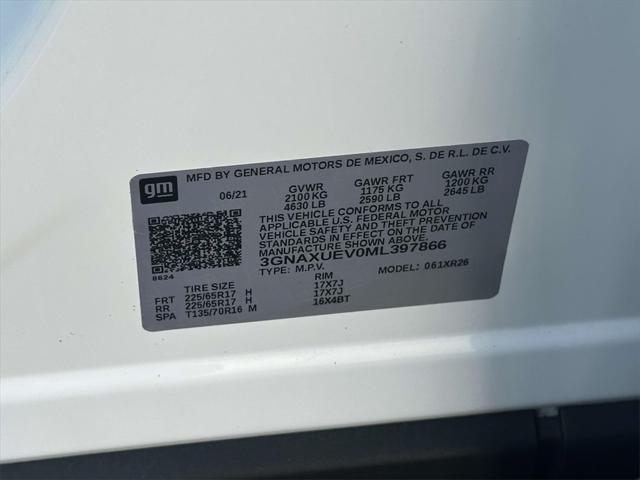 MFD BY GENERAL MOTORS DE MEXICO, S. DE R.L. DE C.V.
gm
06/21 GVWR GAWR FRT GAWR RR
2100 KG 1175 KG 1200 KG
4630 LB 2590 LB 2645 LB
THIS VEHICLE CONFORMS TO ALL
APPLICABLE U.S. FEDERAL MOTOR
VEHICLE SAFETY AND THEFT PREVENTION
STANDARDS IN EFFECT ON THE DATE OF
MANUFACTURE SHOWN ABOVE.
3GNAXUEV0ML397866
8624
TYPE: M.P.V. MODEL: 061XR26
TIRE SIZE RIM
FRT 225/65R17 H 17X7J
RR 225/65R17 H 17X7J
SPA T135/70R16 M 16X4BT